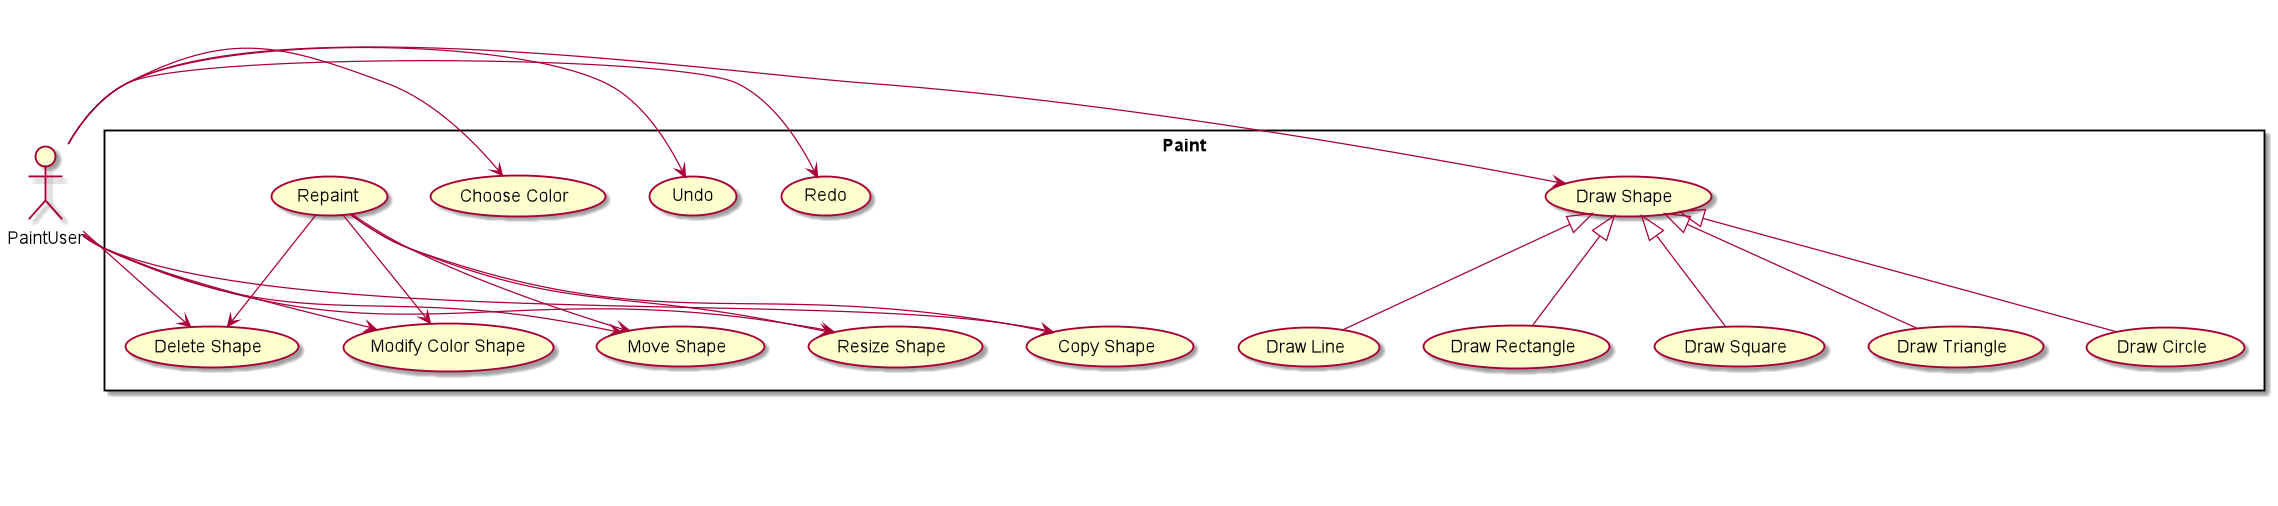 Paint
Repaint
Choose Color
Undo
Redo
Draw Shape
PaintUser
Delete Shape
Modify Color Shape
Move Shape
Resize Shape
Copy Shape
Draw Line
Draw Rectangle
Draw Square
Draw Triangle
Draw Circle